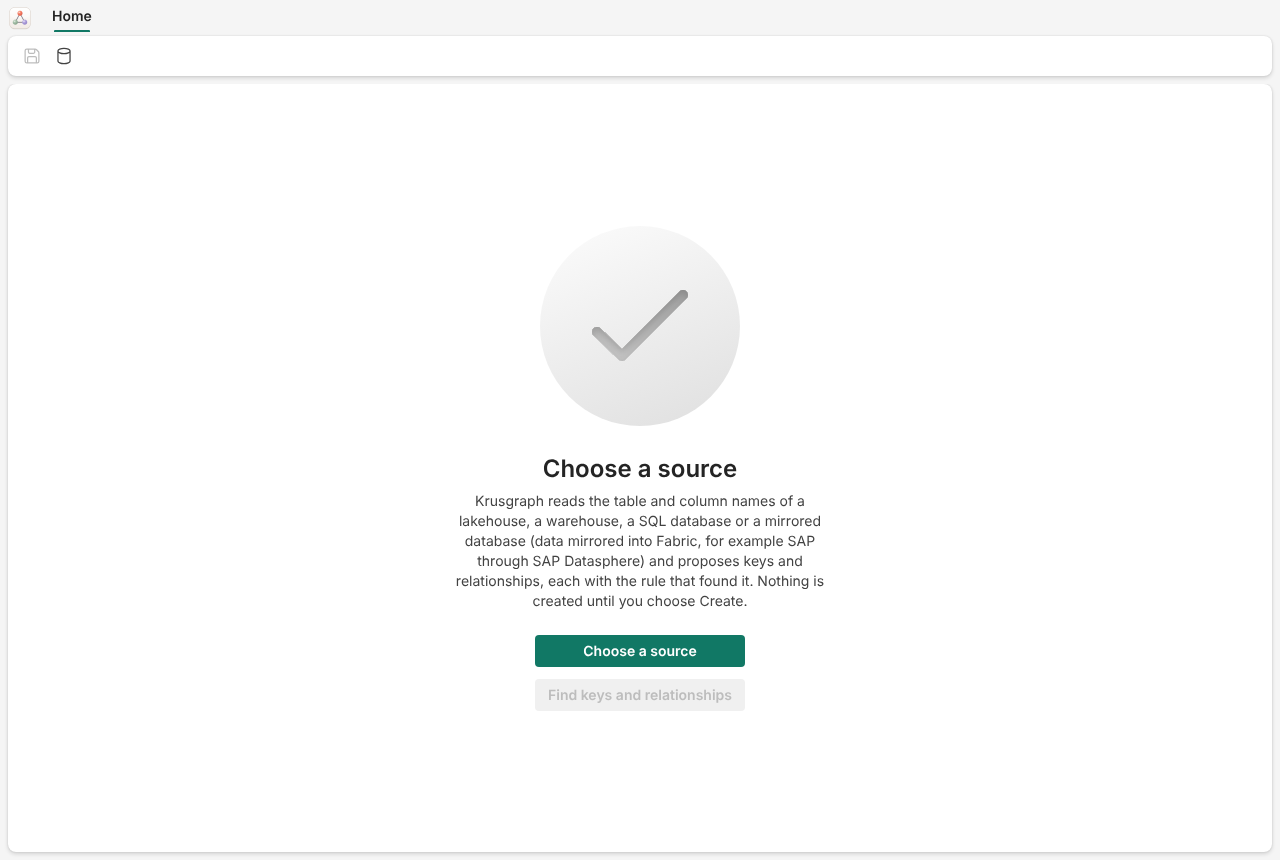 Home
Choose a source
Krusgraph reads the table and column names of a
lakehouse, a warehouse, a SQL database or a mirrored
database (data mirrored into Fabric, for example SAP
through SAP Datasphere) and proposes keys and
relationships, each with the rule that found it. Nothing is
created until you choose Create.
Choose a source
Find keys and relationships